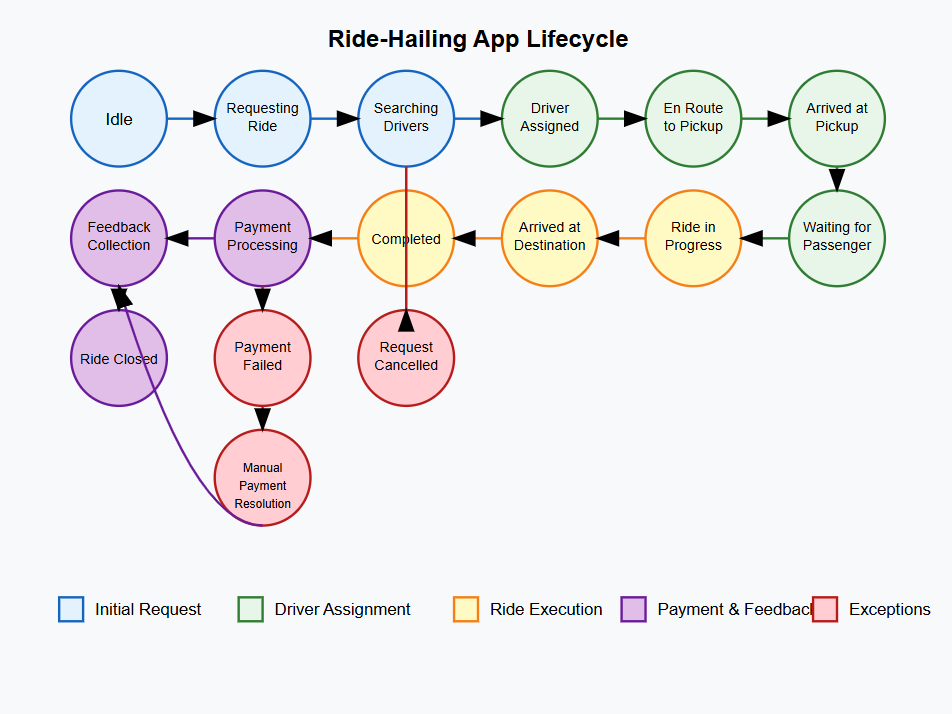 Ride-Hailing App Lifecycle
Idle
Requesting
Ride
Searching
Drivers
Driver
Assigned
En Route
to Pickup
Arrived at
Pickup
Feedback
Collection
Payment
Processing
Completed
Arrived at
Destination
Ride in
Progress
Waiting for
Passenger
Ride Closed
Payment
Failed
Request
Cancelled
Manual
Payment
Resolution
Initial Request
Driver Assignment
Ride Execution
Payment & Feedback
Exceptions